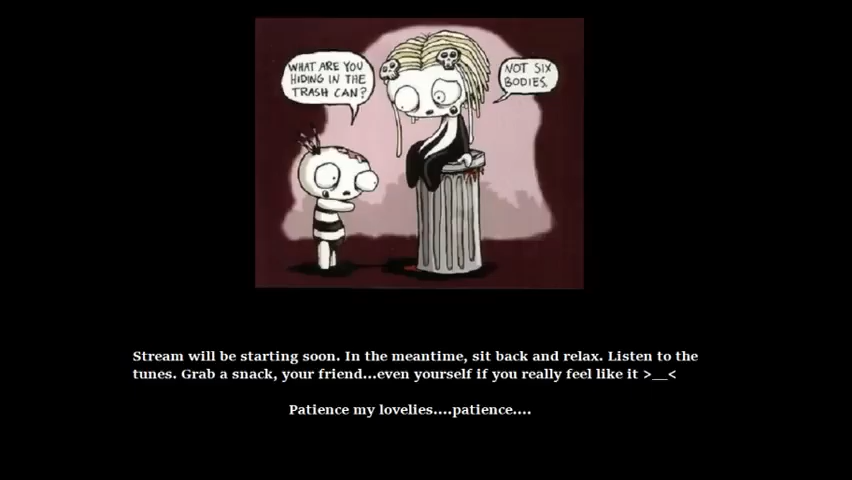 WHAT ARE YOU
HIDING IN THE
TRASH CAN?
NOT SIX
BODIES.
Stream will be starting soon. In the meantime, sit back and relax. Listen to the
tunes. Grab a snack, your friend...even yourself if you really feel like it >__<
Patience my lovelies....patience....